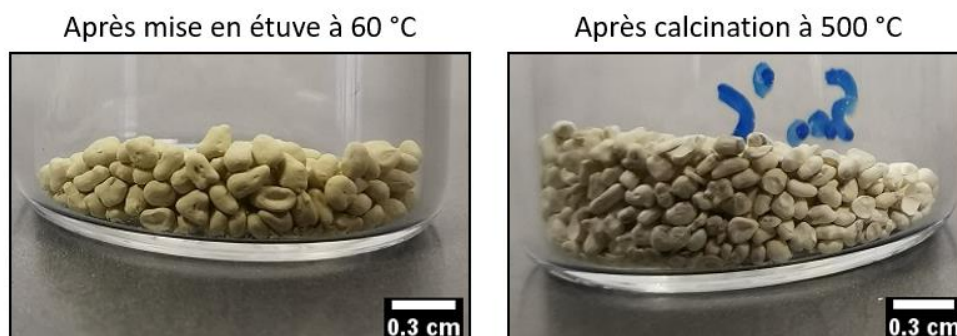 Après mise en étuve à 60 °C
Après calcination à 500 °C
0.3 cm
0.3 cm